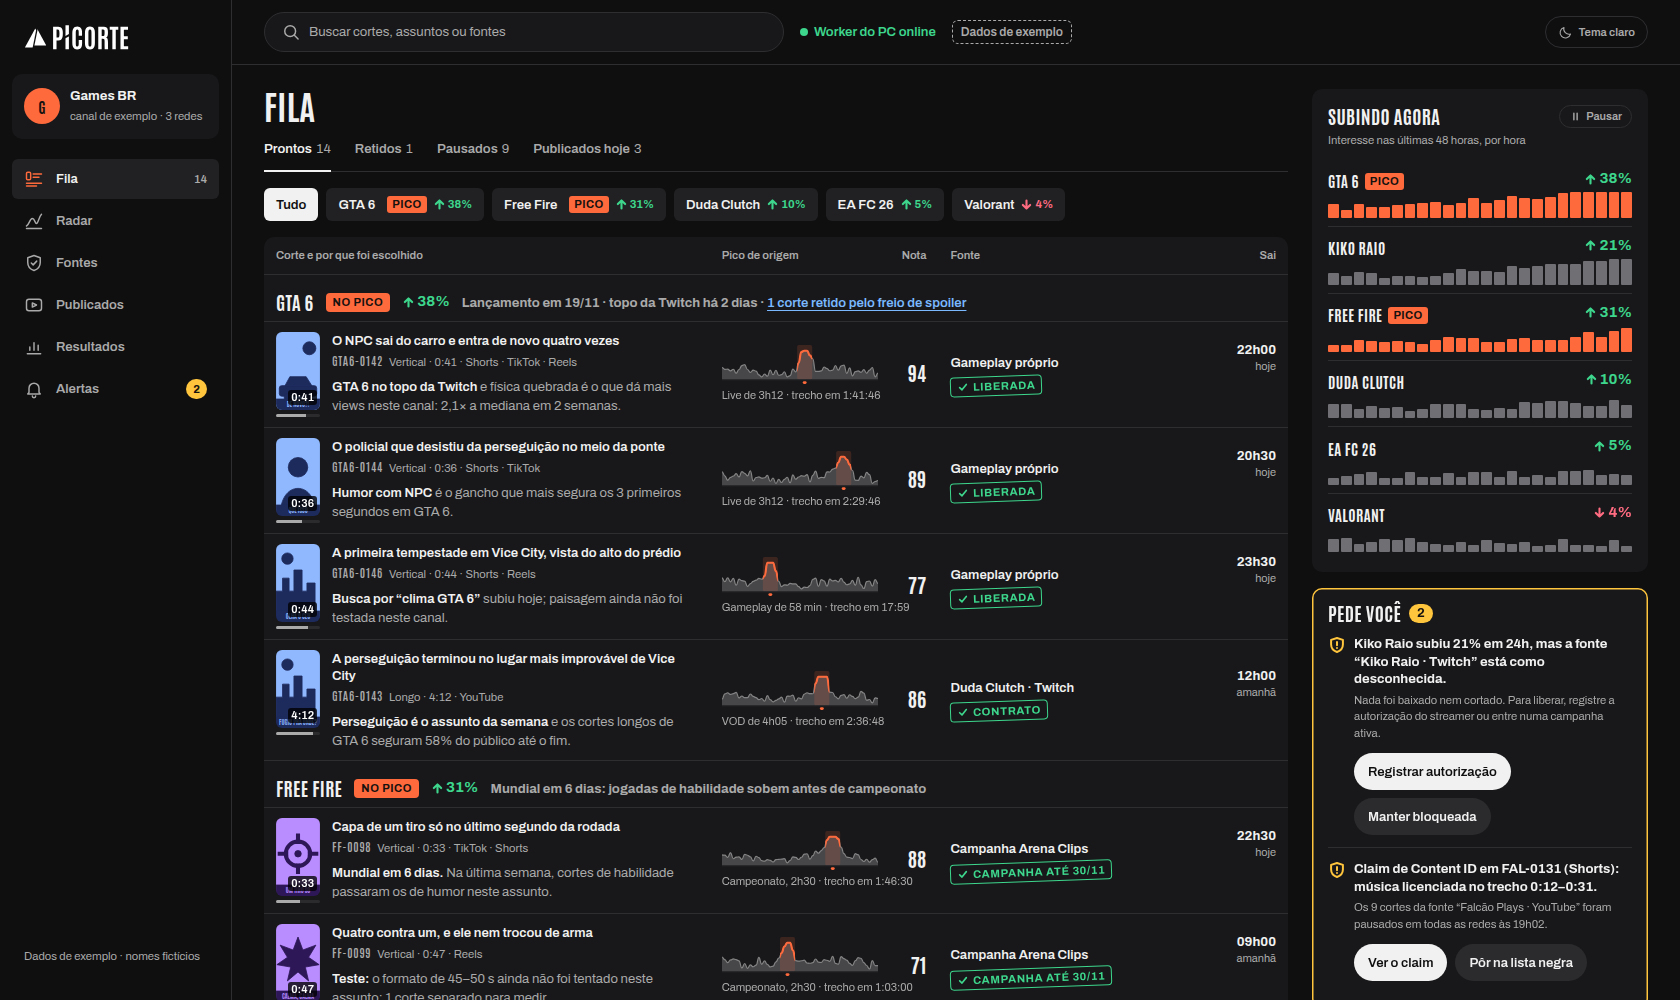 PICORTE
G
Games BR
canal de exemplo · 3 redes
Fila 14
Radar
Fontes
Publicados
Resultados
Alertas 2
Dados de exemplo · nomes fictícios
Buscar cortes, assuntos ou fontes
Worker do PC online
Dados de exemplo
Tema claro
FILA
Prontos 14 Retidos 1 Pausados 9 Publicados hoje 3
Tudo GTA 6 PICO 38% Free Fire PICO 31% Duda Clutch 10% EA FC 26 5% Valorant 4%
Corte e por que foi escolhido Pico de origem Nota Fonte Sai
GTA 6 NO PICO 38% Lançamento em 19/11 · topo da Twitch há 2 dias · 1 corte retido pelo freio de spoiler
0:41
O NPC sai do carro e entra de novo quatro vezes
GTA6-0142 Vertical · 0:41 · Shorts · TikTok · Reels
GTA 6 no topo da Twitch e física quebrada é o que dá mais
views neste canal: 2,1× a mediana em 2 semanas.
Live de 3h12 · trecho em 1:41:46
94
Gameplay próprio
LIBERADA
22h00
hoje
0:36
O policial que desistiu da perseguição no meio da ponte
GTA6-0144 Vertical · 0:36 · Shorts · TikTok
Humor com NPC é o gancho que mais segura os 3 primeiros
segundos em GTA 6.
Live de 3h12 · trecho em 2:29:46
89
Gameplay próprio
LIBERADA
20h30
hoje
0:44
A primeira tempestade em Vice City, vista do alto do prédio
GTA6-0146 Vertical · 0:44 · Shorts · Reels
Busca por “clima GTA 6” subiu hoje; paisagem ainda não foi
testada neste canal.
Gameplay de 58 min · trecho em 17:59
77
Gameplay próprio
LIBERADA
23h30
hoje
4:12
A perseguição terminou no lugar mais improvável de Vice
City
GTA6-0143 Longo · 4:12 · YouTube
Perseguição é o assunto da semana e os cortes longos de
GTA 6 seguram 58% do público até o fim.
VOD de 4h05 · trecho em 2:36:48
86
Duda Clutch · Twitch
CONTRATO
12h00
amanhã
FREE FIRE NO PICO 31% Mundial em 6 dias: jogadas de habilidade sobem antes de campeonato
0:33
Capa de um tiro só no último segundo da rodada
FF-0098 Vertical · 0:33 · TikTok · Shorts
Mundial em 6 dias. Na última semana, cortes de habilidade
passaram os de humor neste assunto.
Campeonato, 2h30 · trecho em 1:46:30
88
Campanha Arena Clips
CAMPANHA ATÉ 30/11
22h30
hoje
0:47
Quatro contra um, e ele nem trocou de arma
FF-0099 Vertical · 0:47 · Reels
Teste: o formato de 45–50 s ainda não foi tentado neste
assunto; 1 corte separado para medir.
Campeonato, 2h30 · trecho em 1:03:00
71
Campanha Arena Clips
CAMPANHA ATÉ 30/11
09h00
amanhã
SUBINDO AGORA
Pausar
Interesse nas últimas 48 horas, por hora
GTA 6 PICO 38%
KIKO RAIO 21%
FREE FIRE PICO 31%
DUDA CLUTCH 10%
EA FC 26 5%
VALORANT 4%
PEDE VOCÊ 2
Kiko Raio subiu 21% em 24h, mas a fonte
“Kiko Raio · Twitch” está como
desconhecida.
Nada foi baixado nem cortado. Para liberar, registre a
autorização do streamer ou entre numa campanha
ativa.
Registrar autorização
Manter bloqueada
Claim de Content ID em FAL-0131 (Shorts):
música licenciada no trecho 0:12–0:31.
Os 9 cortes da fonte “Falcão Plays · YouTube” foram
pausados em todas as redes às 19h02.
Ver o claim
Pôr na lista negra